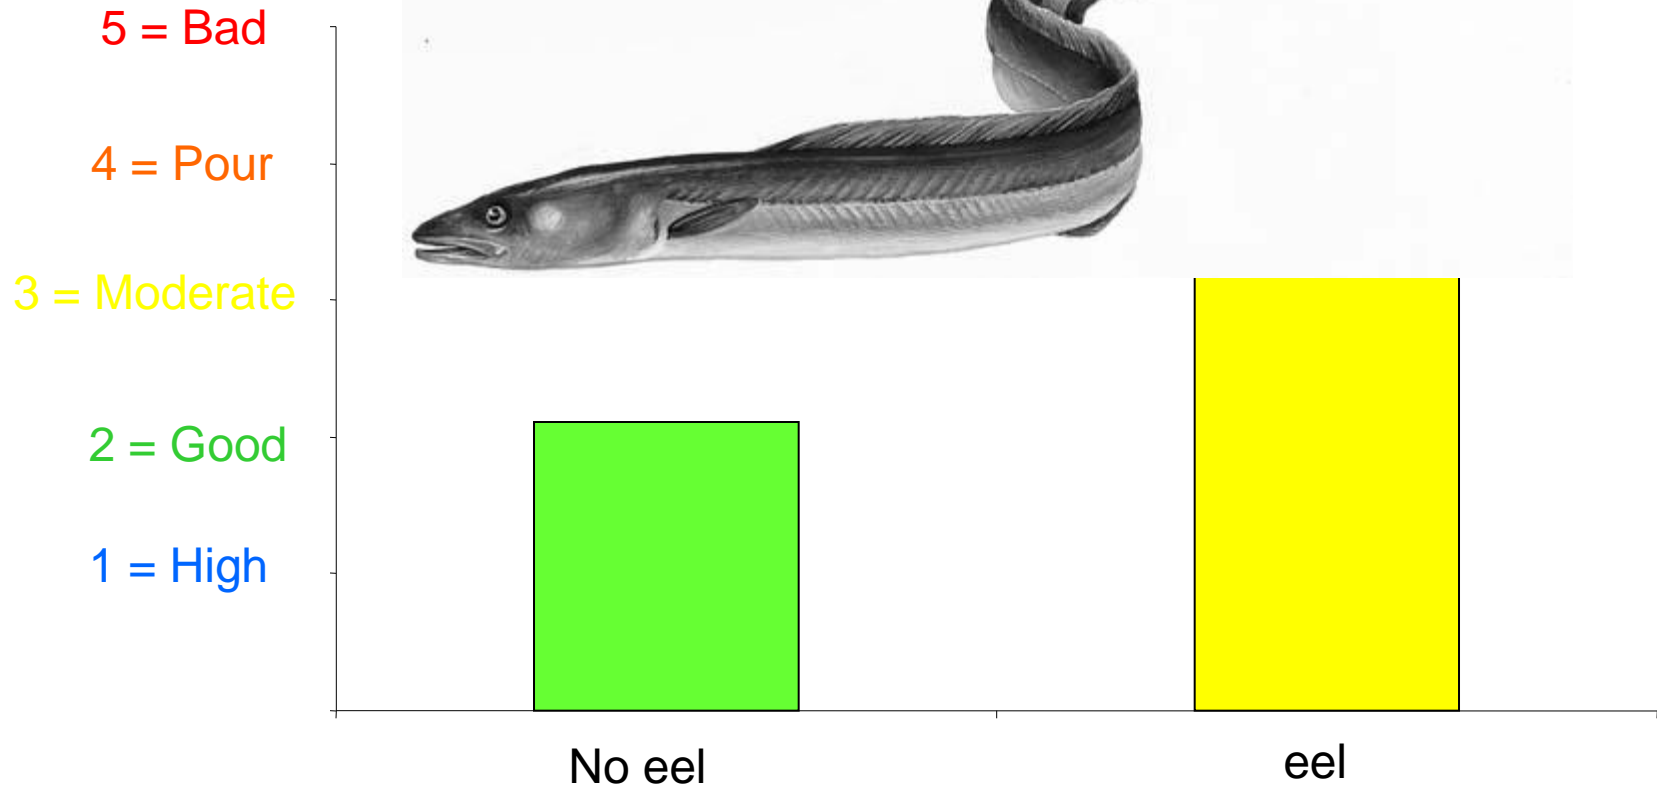 5 = Bad
4 = Pour
3 = Moderate
2 = Good
1 = High
No eel
eel